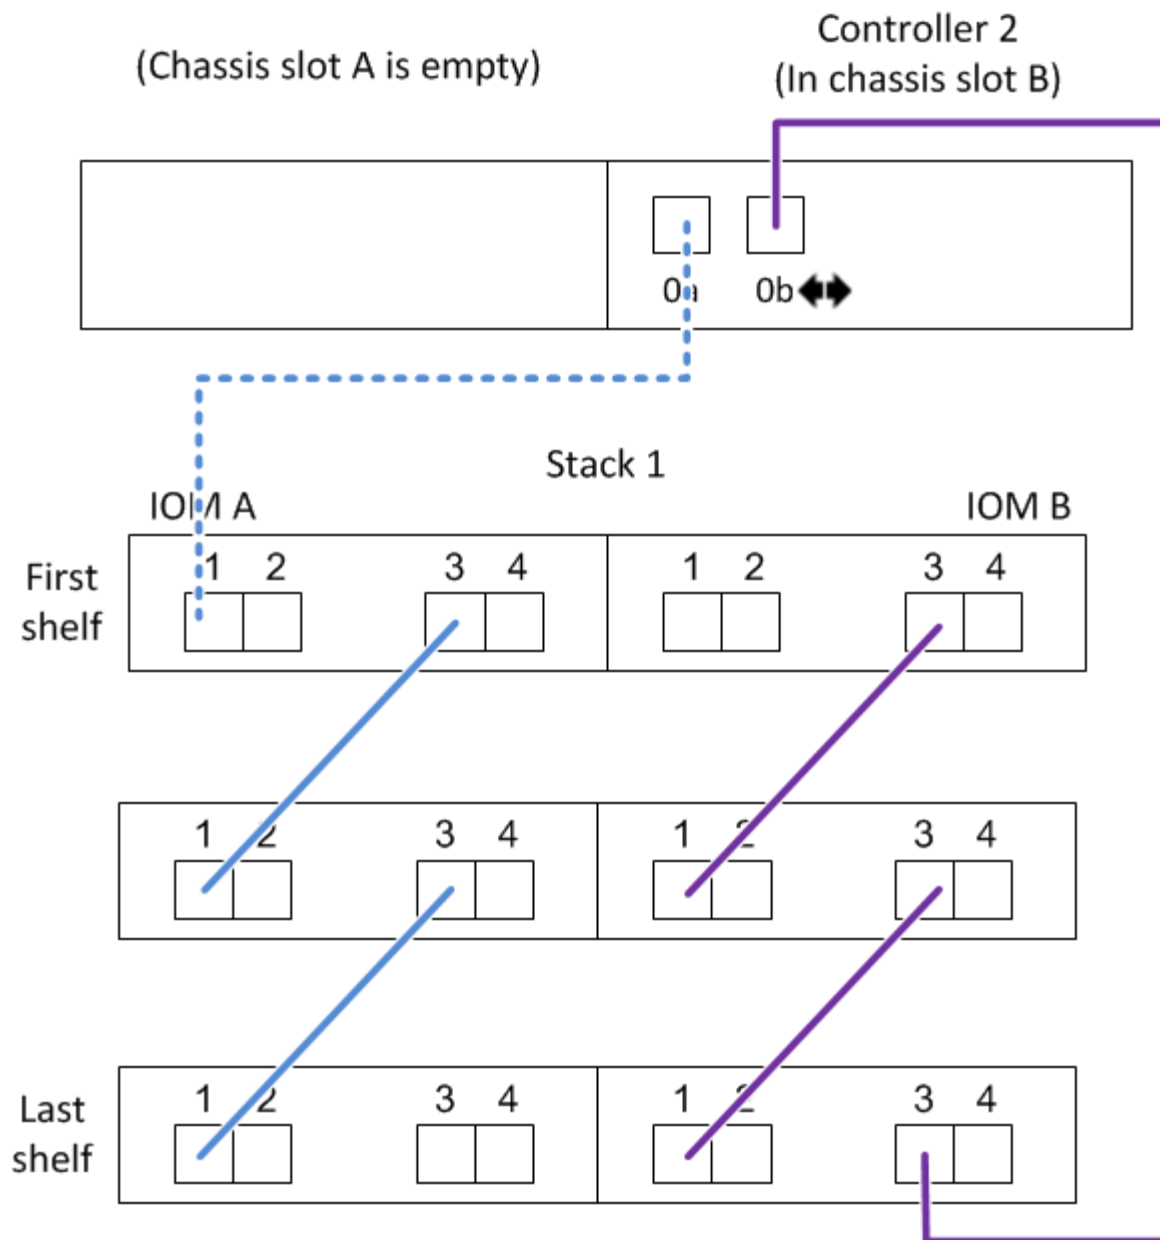 (Chassis slot A is empty)
Controller 2
(In chassis slot B)
0a
0b
Stack 1
IOM A
IOM B
First
shelf
1 2 3 4 1 2 3 4
1 2 3 4 1 2 3 4
Last
shelf
1 2 3 4 1 2 3 4